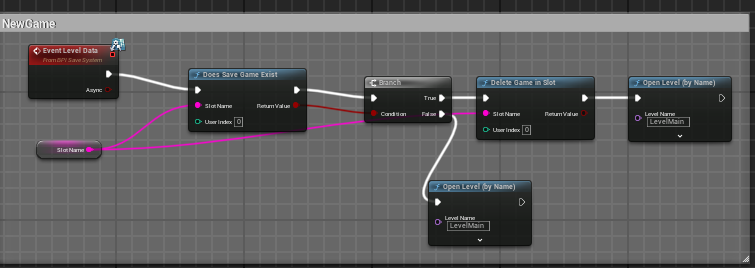 NewGame
Event Level Data
From BPI Save System
Async
Slot Name
f Does Save Game Exist
Slot Name
Return Value
User Index 0
Branch
True
Condition
False
f Delete Game in Slot
Slot Name
Return Value
User Index 0
f Open Level (by Name)
Level Name
LevelMain
f Open Level (by Name)
Level Name
LevelMain